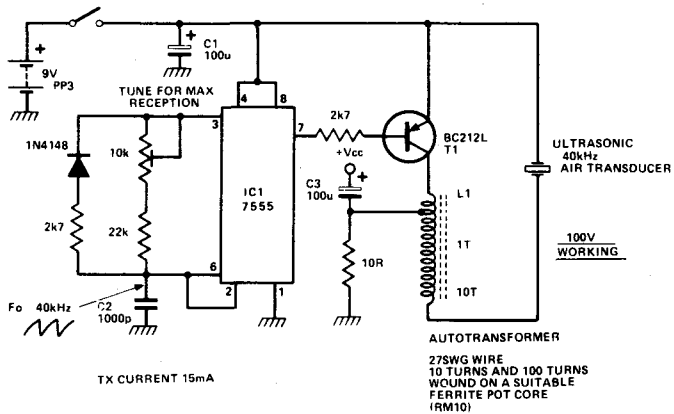 +
9V
PP3
+
C1
100u
TUNE FOR MAX
RECEPTION
1N4148
10k
2k7
22k
3
4
8
7
6
2
1
IC1
7555
2k7
+Vcc
C3
+
100u
10R
BC212L
T1
L1
1T
10T
ULTRASONIC
40kHz
AIR TRANSDUCER
100V
WORKING
Fo 40kHz
C2
1000p
TX CURRENT 15mA
AUTOTRANSFORMER
27SWG WIRE
10 TURNS AND 100 TURNS
WOUND ON A SUITABLE
FERRITE POT CORE
(RM10)